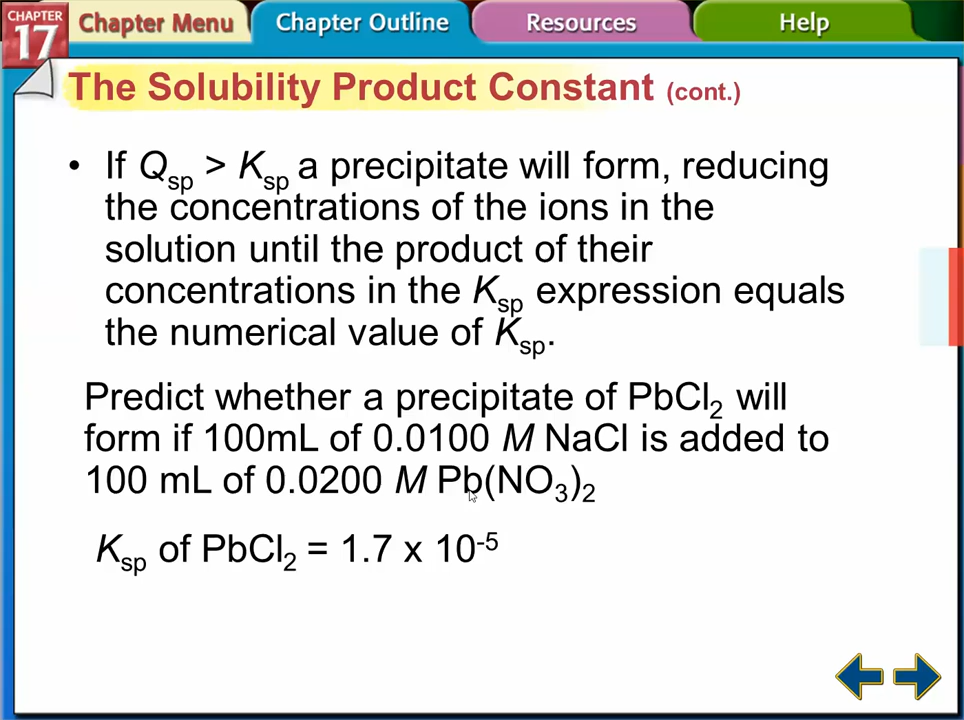 CHAPTER
17
Chapter Menu
Chapter Outline
Resources
Help
The Solubility Product Constant (cont.)
• If Qsp > Ksp a precipitate will form, reducing
the concentrations of the ions in the
solution until the product of their
concentrations in the Ksp expression equals
the numerical value of Ksp.
Predict whether a precipitate of PbCl₂ will
form if 100mL of 0.0100 M NaCl is added to
100 mL of 0.0200 M Pb(NO₃)₂
Ksp of PbCl₂ = 1.7 x 10⁻⁵